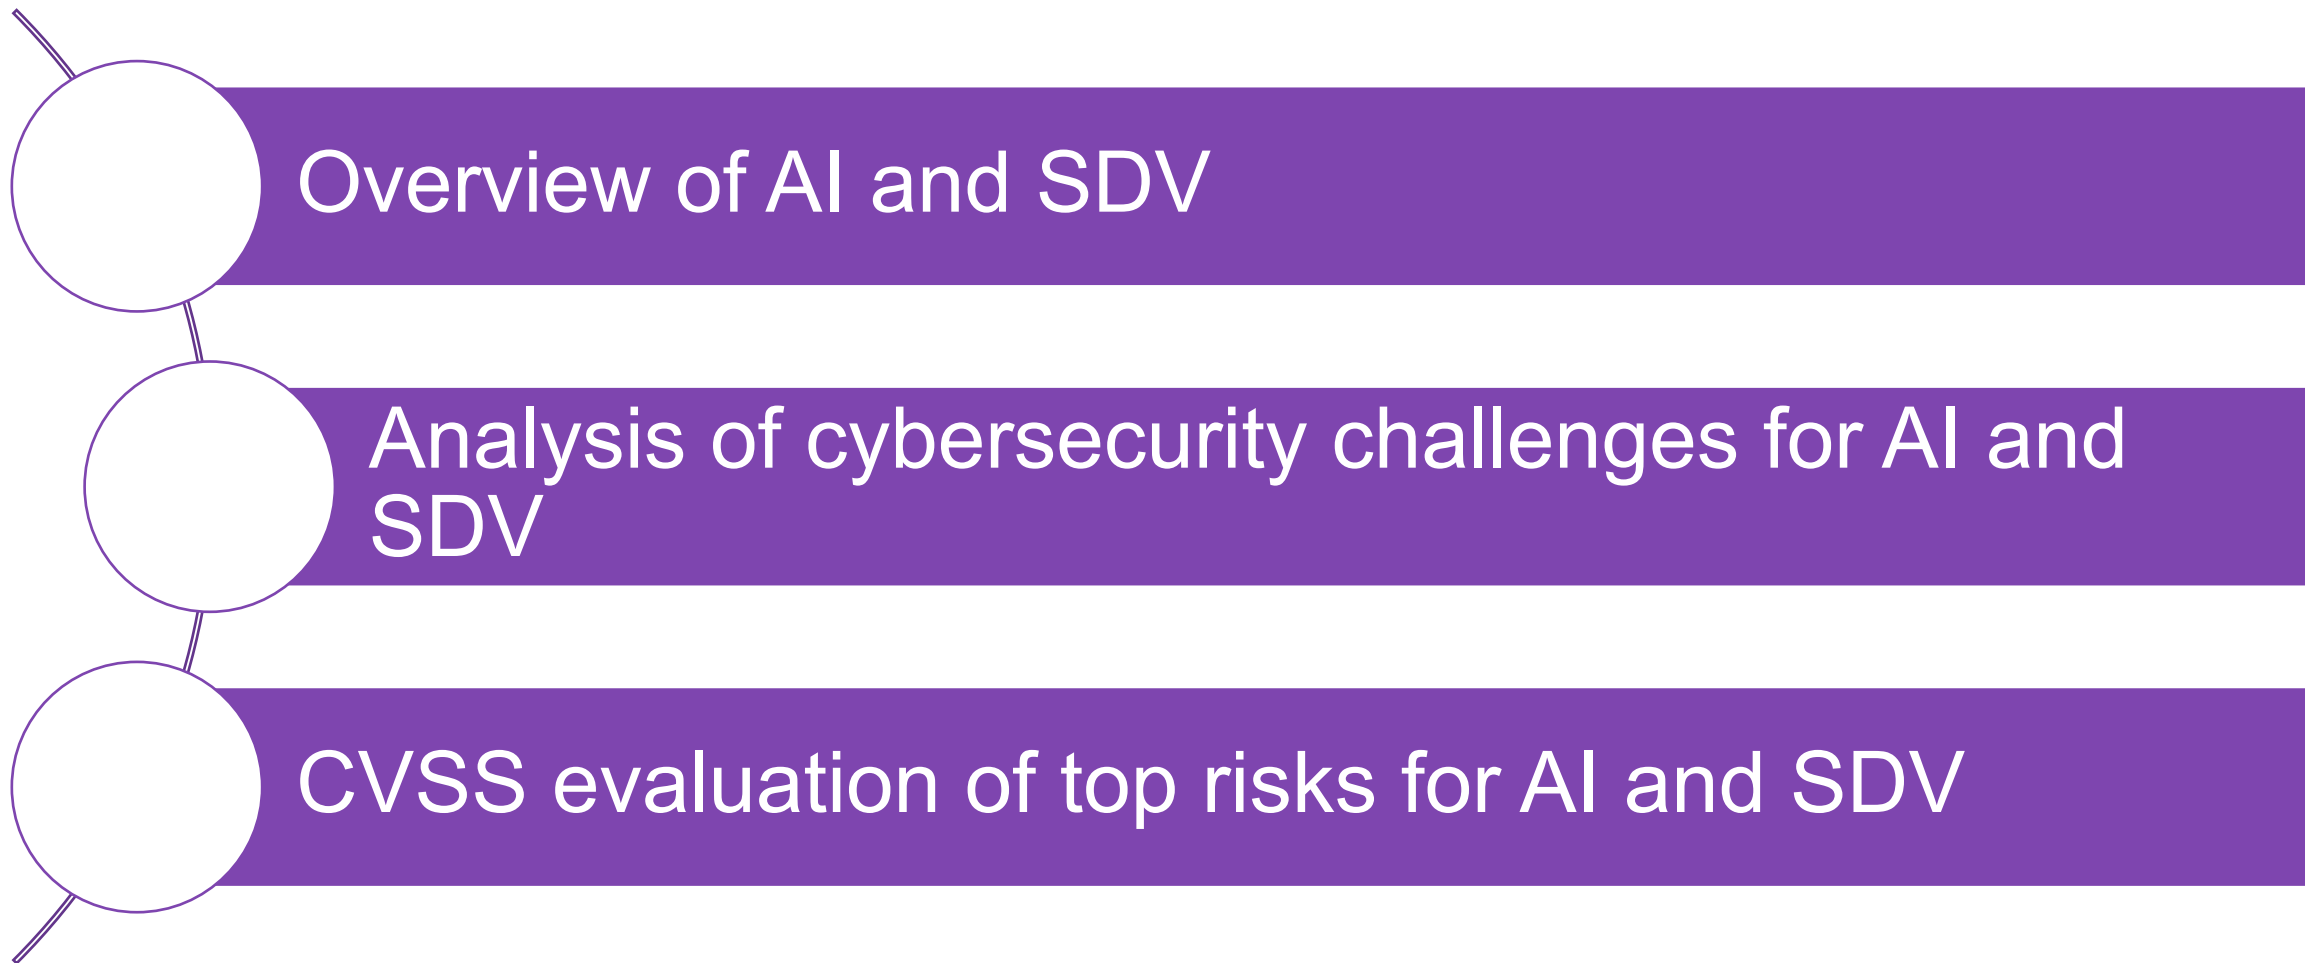 Overview of AI and SDV
Analysis of cybersecurity challenges for AI and
SDV
CVSS evaluation of top risks for AI and SDV